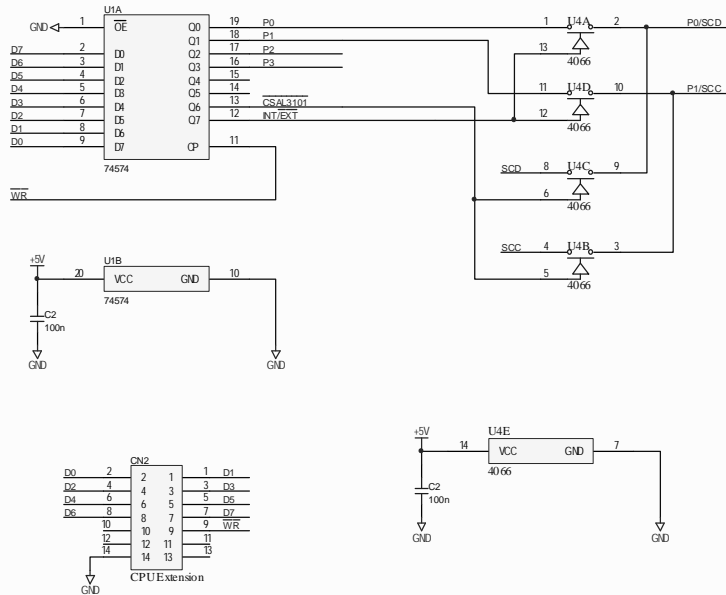 U1A
GND 1 OE Q0 19 P0 1 U4A 2 P0/SCD
Q1 18 P1
D7 2 D0 Q2 17 P2 13
D6 3 D1 Q3 16 P3 4066
D5 4 D2 Q4 15
D4 5 D3 Q5 14 11 U4D 10 P1/SCC
D3 6 D4 Q6 13 CSAL3101
D2 7 D5 Q7 12 INT/EXT 12
D1 8 D6 4066
D0 9 D7 CP 11
74574
SCD 8 U4C 9
WR 6
4066
SCC 4 U4B 3
+5V U1B
20 VCC GND 10 5
74574 4066
C2
100n
GND GND
+5V U4E
14 VCC GND 7
4066
CN2
D0 2 2 1 1 D1
D2 4 4 3 3 D3
D4 6 6 5 5 D5
D6 8 8 7 7 D7
10 10 9 9 WR
12 12 11 11
14 14 13 13
CPU Extension
GND
C2
100n
GND GND